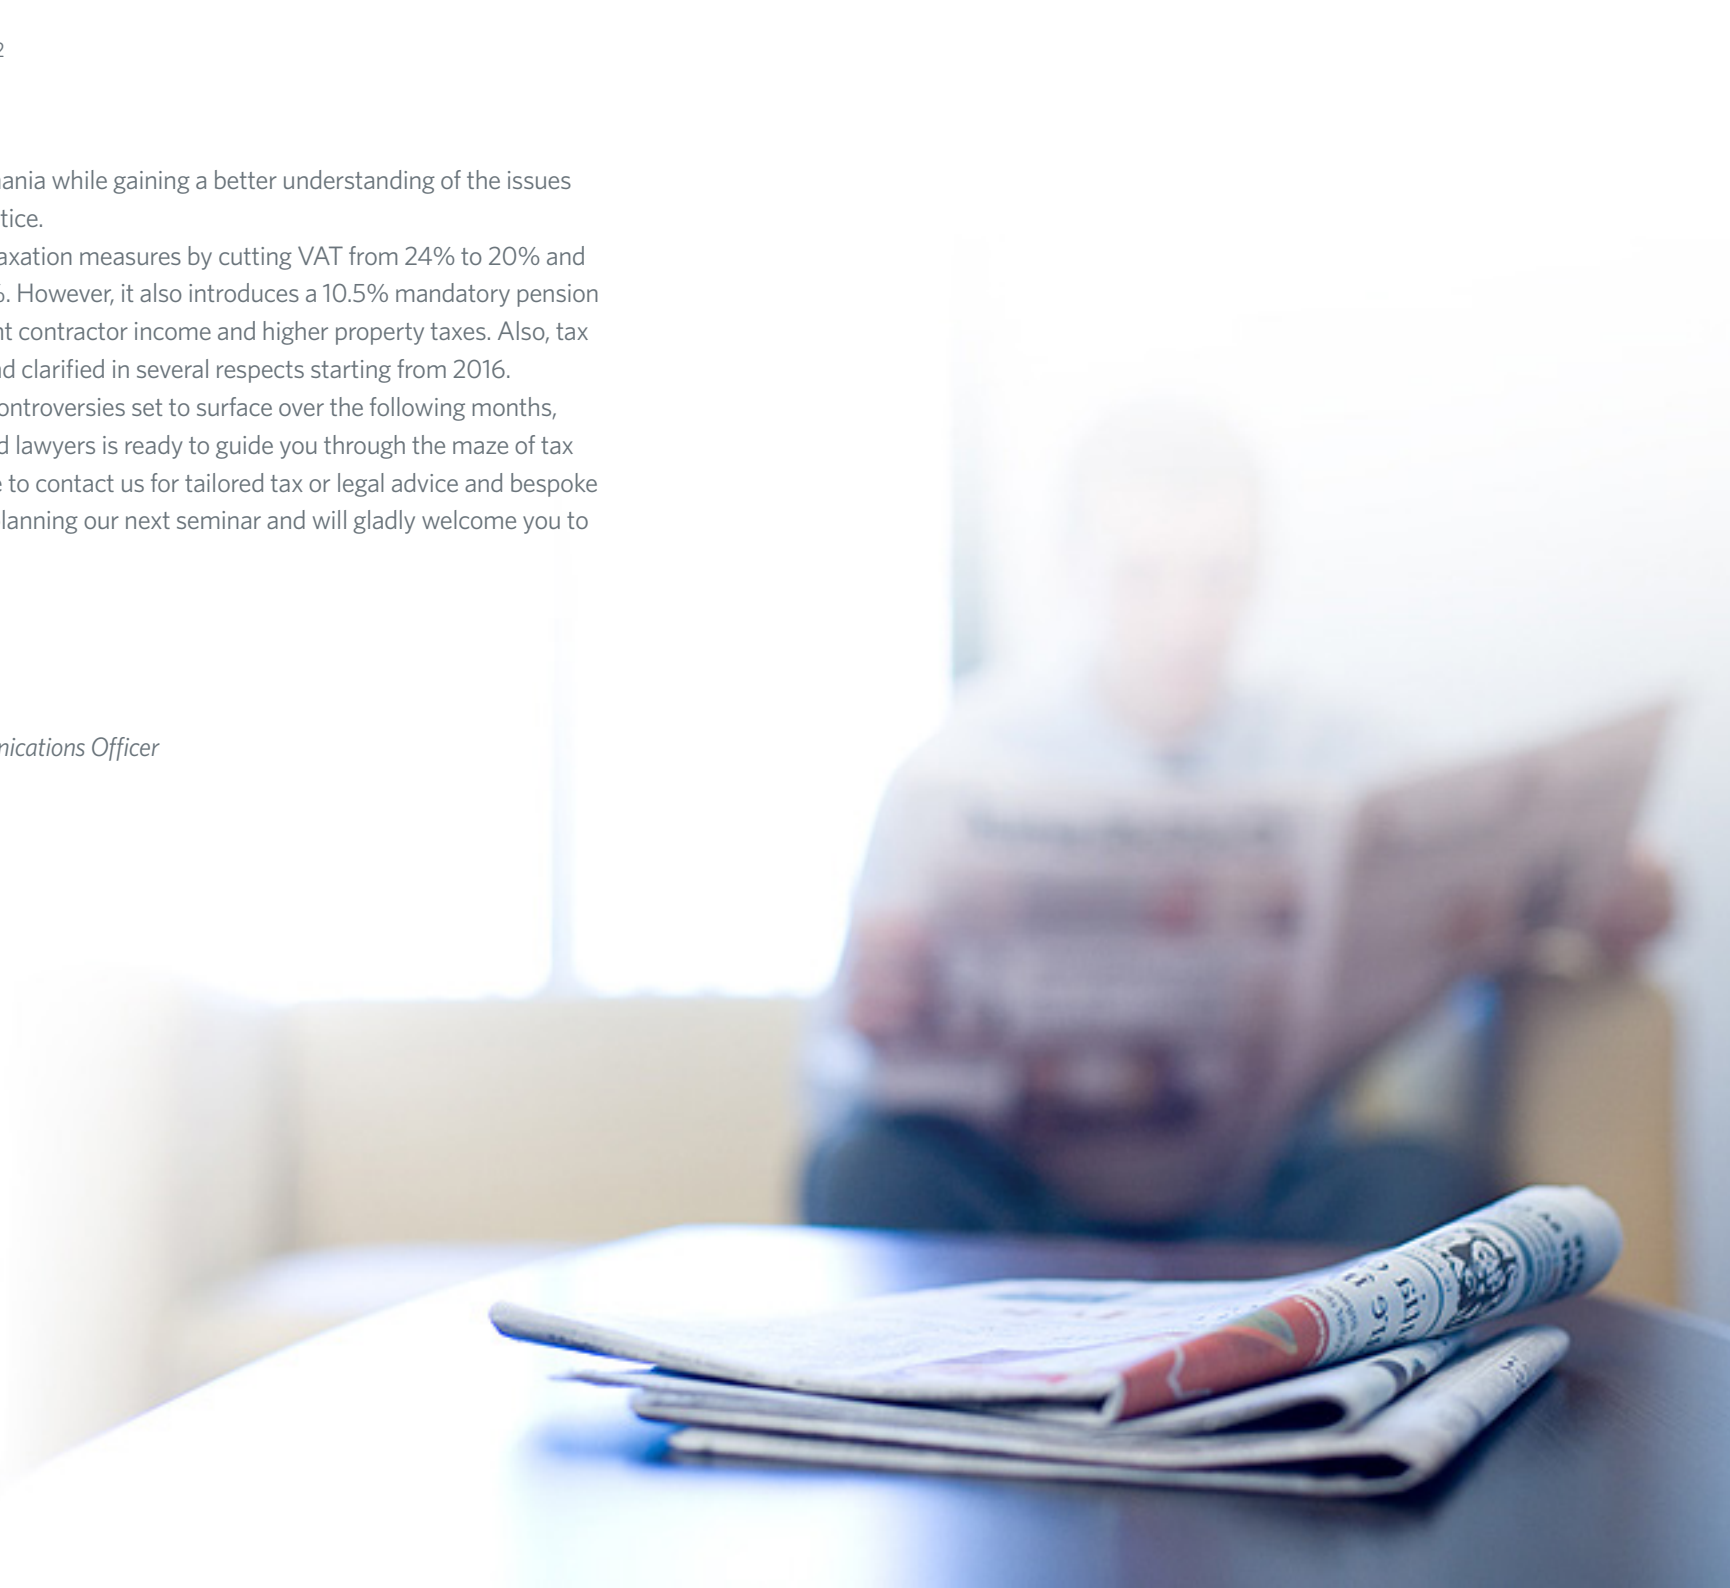 2
ania while gaining a better understanding of the issues
tice.
axation measures by cutting VAT from 24% to 20% and
%. However, it also introduces a 10.5% mandatory pension
nt contractor income and higher property taxes. Also, tax
nd clarified in several respects starting from 2016.
ontroversies set to surface over the following months,
d lawyers is ready to guide you through the maze of tax
e to contact us for tailored tax or legal advice and bespoke
lanning our next seminar and will gladly welcome you to
nications Officer